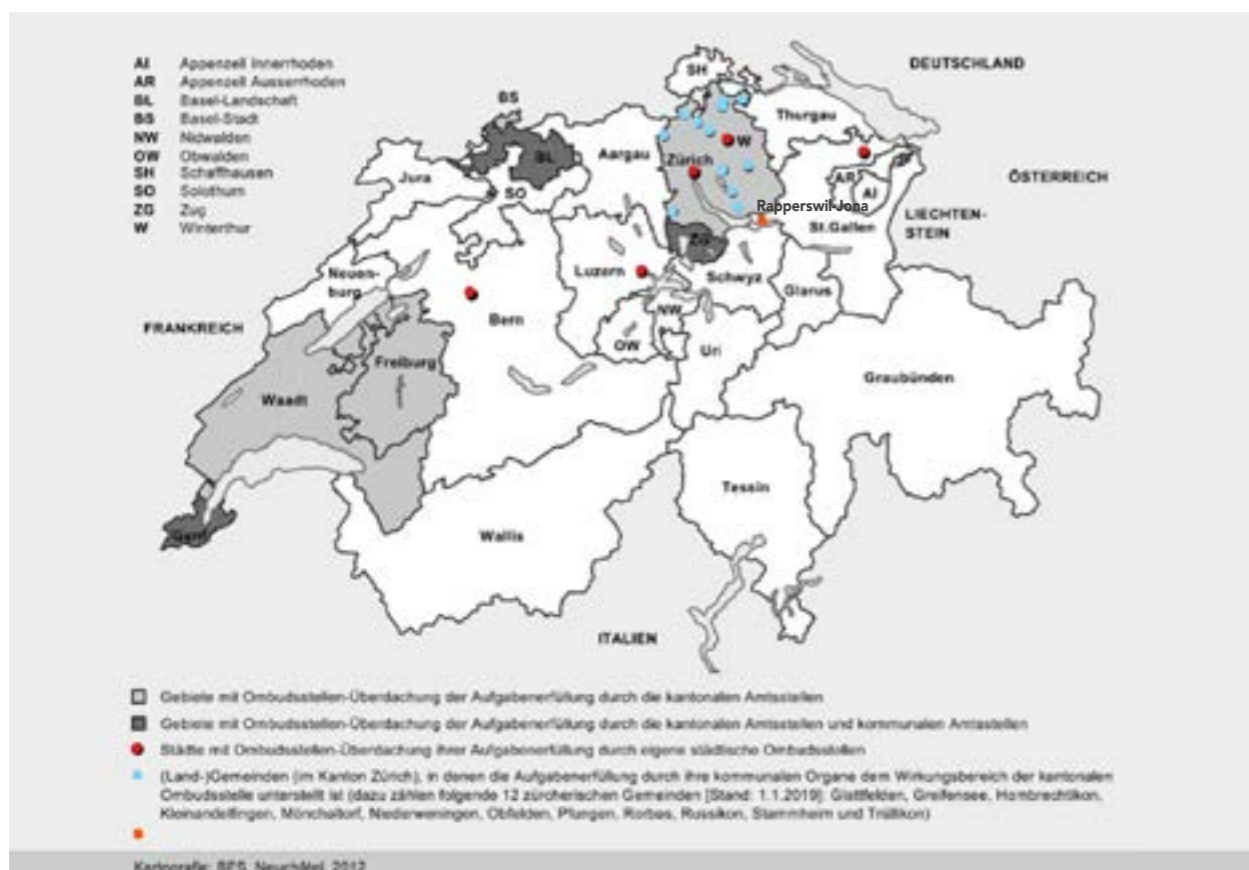 AI Appenzell Innerrhoden
AR Appenzell Ausserrhoden
BL Basel-Landschaft
BS Basel-Stadt
NW Nidwalden
OW Obwalden
SH Schaffhausen
SO Solothurn
ZG Zug
W Winterthur
DEUTSCHLAND
SH
BS
Thurgau
BL
Aargau
W
Zürich
Jura
SO
AR
AI
ÖSTERREICH
Rapperswil-Jona
LIECHTEN-
STEIN
St.Gallen
ZG
Neuen-
burg
Luzern
Schwyz
Glarus
FRANKREICH
NW
Bern
OW
Uri
Freiburg
Graubünden
Waadt
Tessin
Genf
Wallis
ITALIEN
Gebiete mit Ombudsstellen-Überdachung der Aufgabenerfüllung durch die kantonalen Amtsstellen
Gebiete mit Ombudsstellen-Überdachung der Aufgabenerfüllung durch die kantonalen Amtsstellen und kommunalen Amtsstellen
Städte mit Ombudsstellen-Überdachung ihrer Aufgabenerfüllung durch eigene städtische Ombudsstellen
(Land-)Gemeinden (im Kanton Zürich), in denen die Aufgabenerfüllung durch ihre kommunalen Organe dem Wirkungsbereich der kantonalen
Ombudsstelle unterstellt ist (dazu zählen folgende 12 zürcherischen Gemeinden [Stand: 1.1.2019]: Glattfelden, Greifensee, Hombrechtikon,
Kleinandelfingen, Mönchaltorf, Niederweningen, Obfelden, Pfungen, Rorbas, Russikon, Stammheim und Trüllikon)
Kartografie: BFS, Neuchâtel, 2012